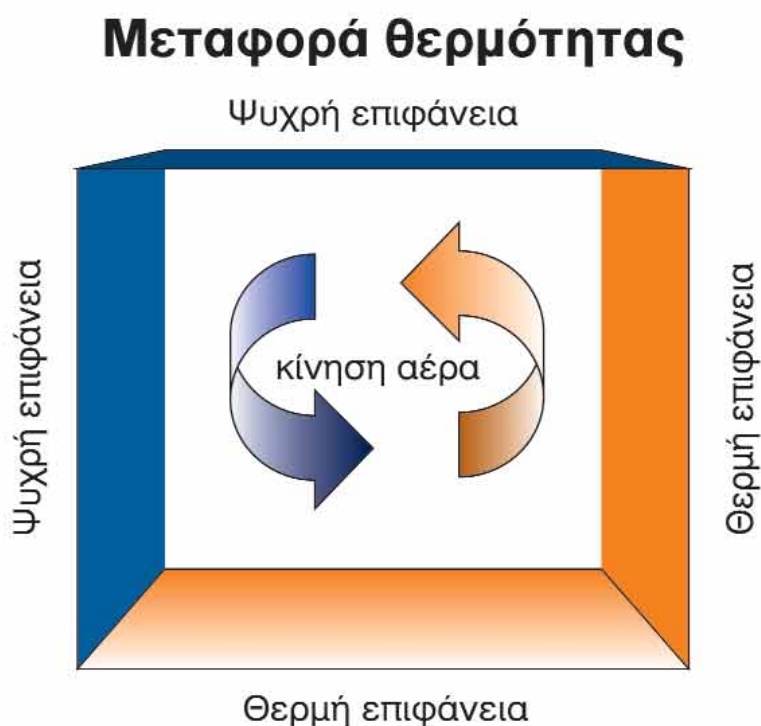 Μεταφορά θερμότητας
Ψυχρή επιφάνεια
Ψυχρή επιφάνεια
κίνηση αέρα
Θερμή επιφάνεια
Θερμή επιφάνεια